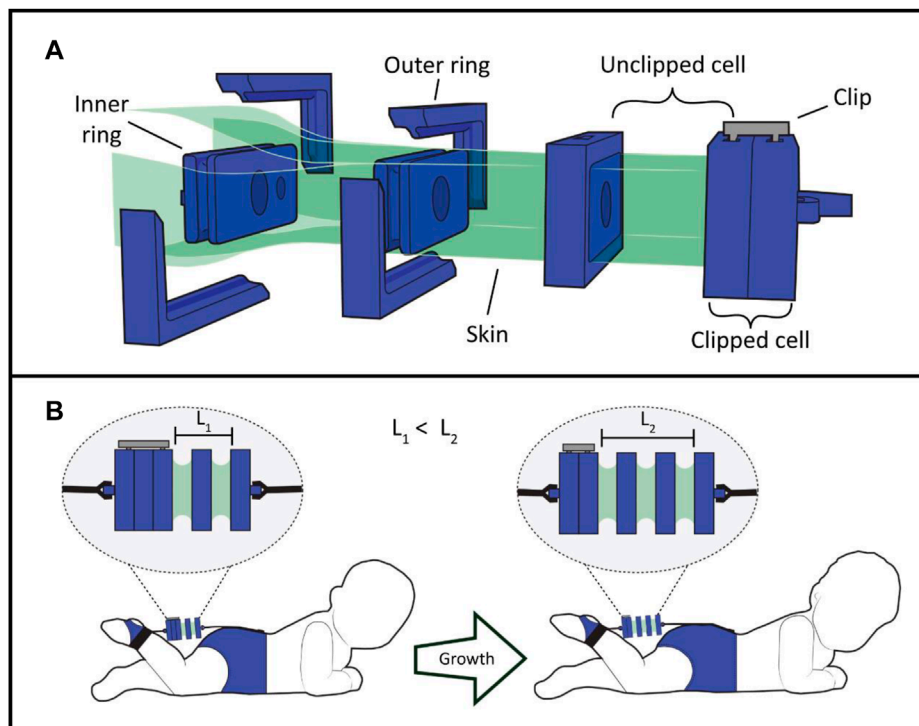 A
Inner
ring
Outer ring
Unclipped cell
Clip
Skin
Clipped cell
B
L1
L1 < L2
L2
Growth